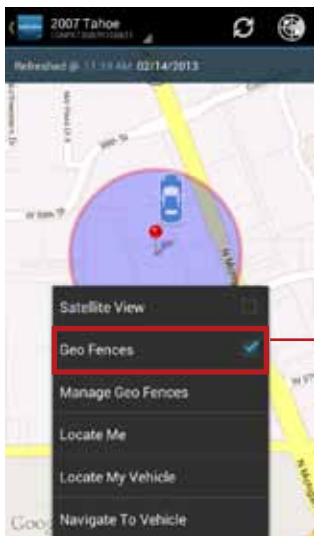 2007 Tahoe
Refreshed @ 11:19 AM 02/14/2013
Satellite View
Geo Fences
Manage Geo Fences
Locate Me
Locate My Vehicle
Navigate To Vehicle